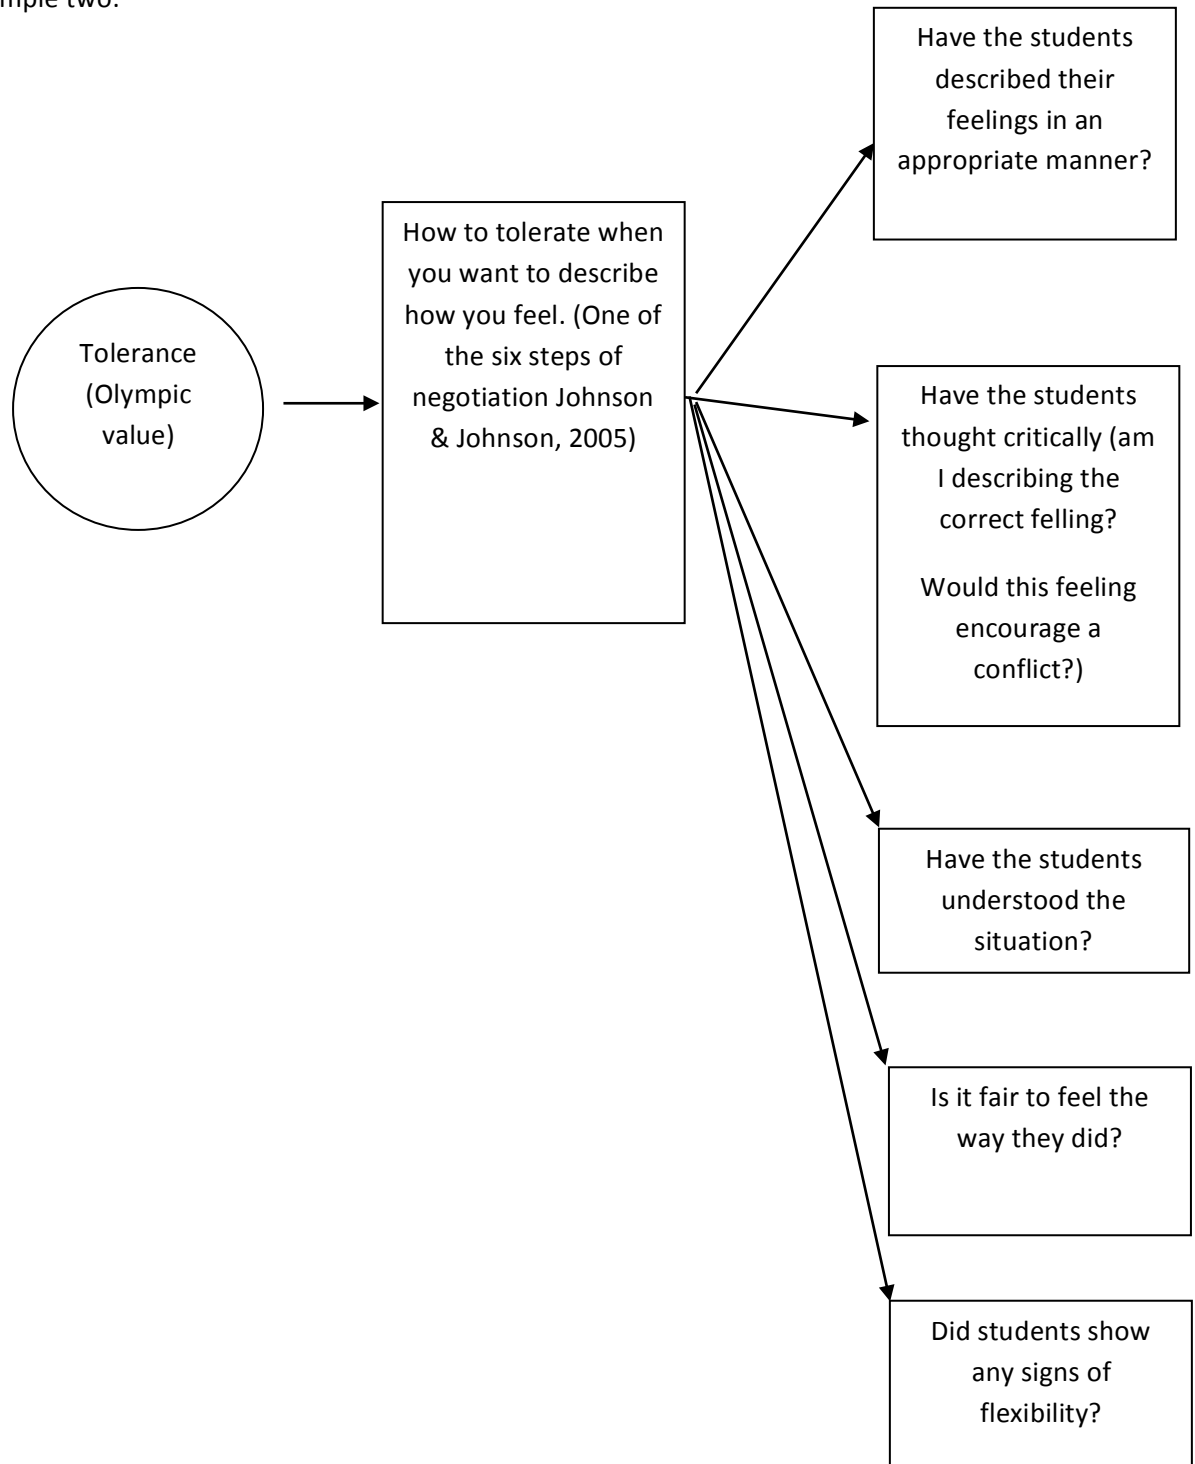 mple two:
Tolerance
(Olympic
value)
How to tolerate when
you want to describe
how you feel. (One of
the six steps of
negotiation Johnson
& Johnson, 2005)
Have the students
described their
feelings in an
appropriate manner?
Have the students
thought critically (am
I describing the
correct felling?
Would this feeling
encourage a
conflict?)
Have the students
understood the
situation?
Is it fair to feel the
way they did?
Did students show
any signs of
flexibility?